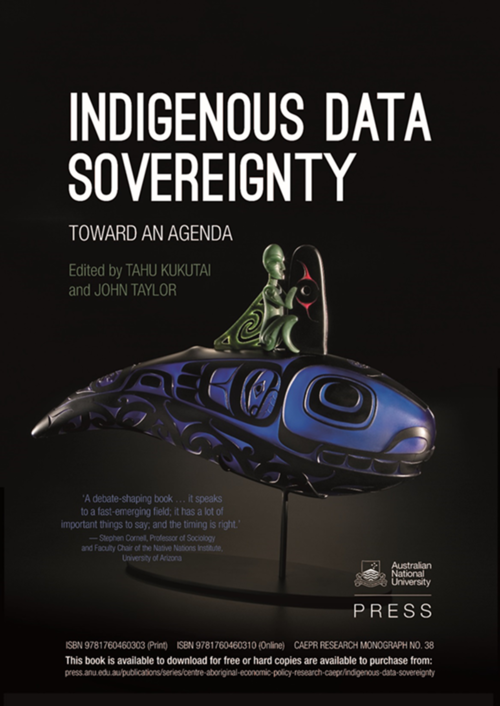 INDIGENOUS DATA
SOVEREIGNTY
TOWARD AN AGENDA
Edited by TAHU KUKUTAI
and JOHN TAYLOR
'A debate-shaping book … it speaks
to a fast-emerging field; it has a lot of
important things to say; and the timing is right.'
— Stephen Cornell, Professor of Sociology
and Faculty Chair of the Native Nations Institute,
University of Arizona
Australian
National
University
PRESS
ISBN 9781760460303 (Print) ISBN 9781760460310 (Online) CAEPR RESEARCH MONOGRAPH NO. 38
This book is available to download for free or hard copies are available to purchase from:
press.anu.edu.au/publications/series/centre-aboriginal-economic-policy-research-caepr/indigenous-data-sovereignty